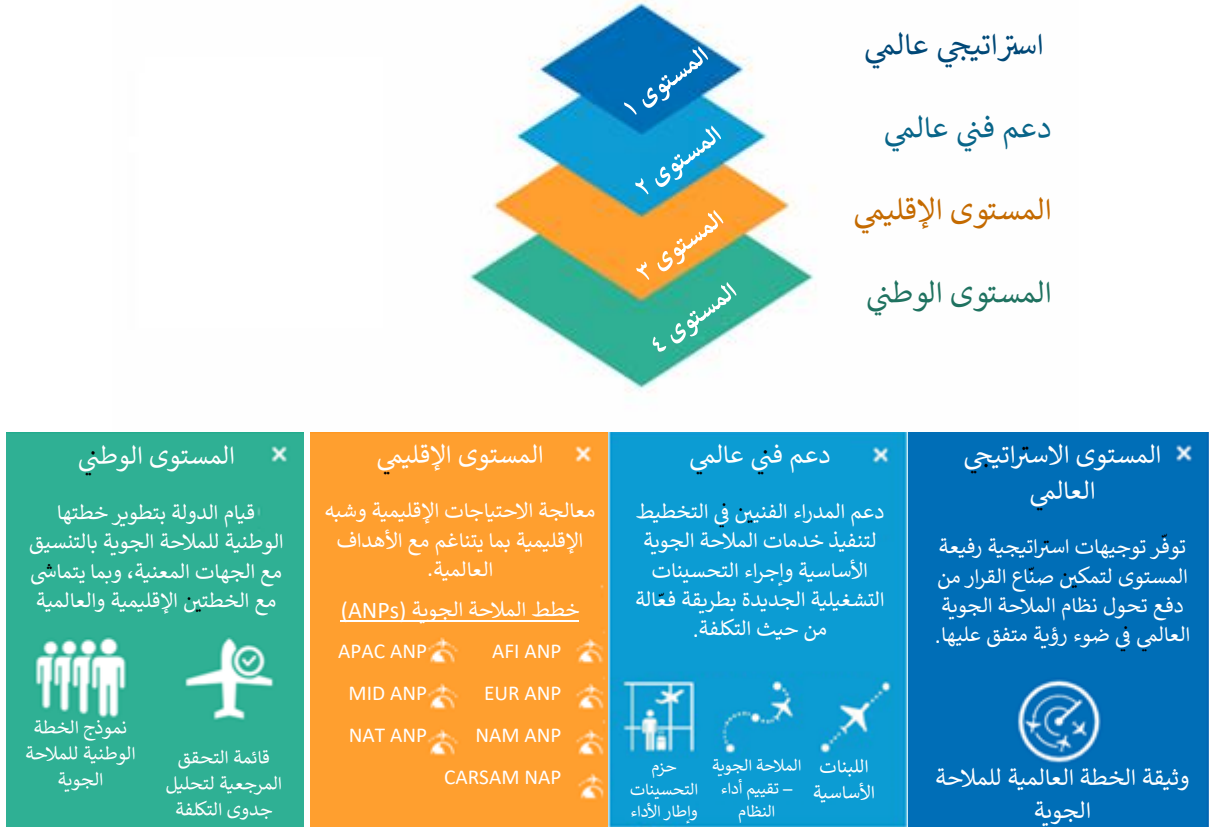 استراتيجي عالمي
دعم فني عالمي
المستوى الإقليمي
المستوى الوطني
المستوى ١
المستوى ٢
المستوى ٣
المستوى ٤
المستوى الاستراتيجي
العالمي
توفّر توجيهات استراتيجية رفيعة
المستوى لتمكين صنّاع القرار من
دفع تحول نظام الملاحة الجوية
العالمي في ضوء رؤية متفق عليها.
وثيقة الخطة العالمية للملاحة
الجوية
دعم فني عالمي
دعم المدراء الفنيين في التخطيط
لتنفيذ خدمات الملاحة الجوية
الأساسية وإجراء التحسينات
التشغيلية الجديدة بطريقة فعّالة
من حيث التكلفة.
اللبنات
الأساسية
الملاحة الجوية
– تقييم أداء
النظام
حزم
التحسينات
وإطار الأداء
المستوى الإقليمي
معالجة الاحتياجات الإقليمية وشبه
الإقليمية بما يتناغم مع الأهداف
العالمية.
خطط الملاحة الجوية (ANPs)
AFI ANP
APAC ANP
EUR ANP
MID ANP
NAM ANP
NAT ANP
CARSAM NAP
المستوى الوطني
قيام الدولة بتطوير خطتها
الوطنية للملاحة الجوية بالتنسيق
مع الجهات المعنية، وبما يتماشى
مع الخطتين الإقليمية والعالمية
قائمة التحقق
المرجعية لتحليل
جدوى التكلفة
نموذج الخطة
الوطنية للملاحة
الجوية